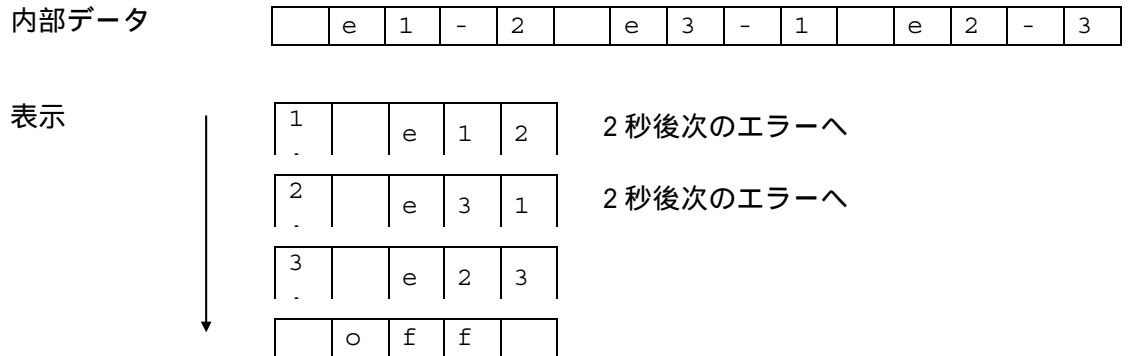 内部データ e 1 - 2 e 3 - 1 e 2 - 3
表示 1. e 1 2 2秒後次のエラーへ
2. e 3 1 2秒後次のエラーへ
3. e 2 3
o f f